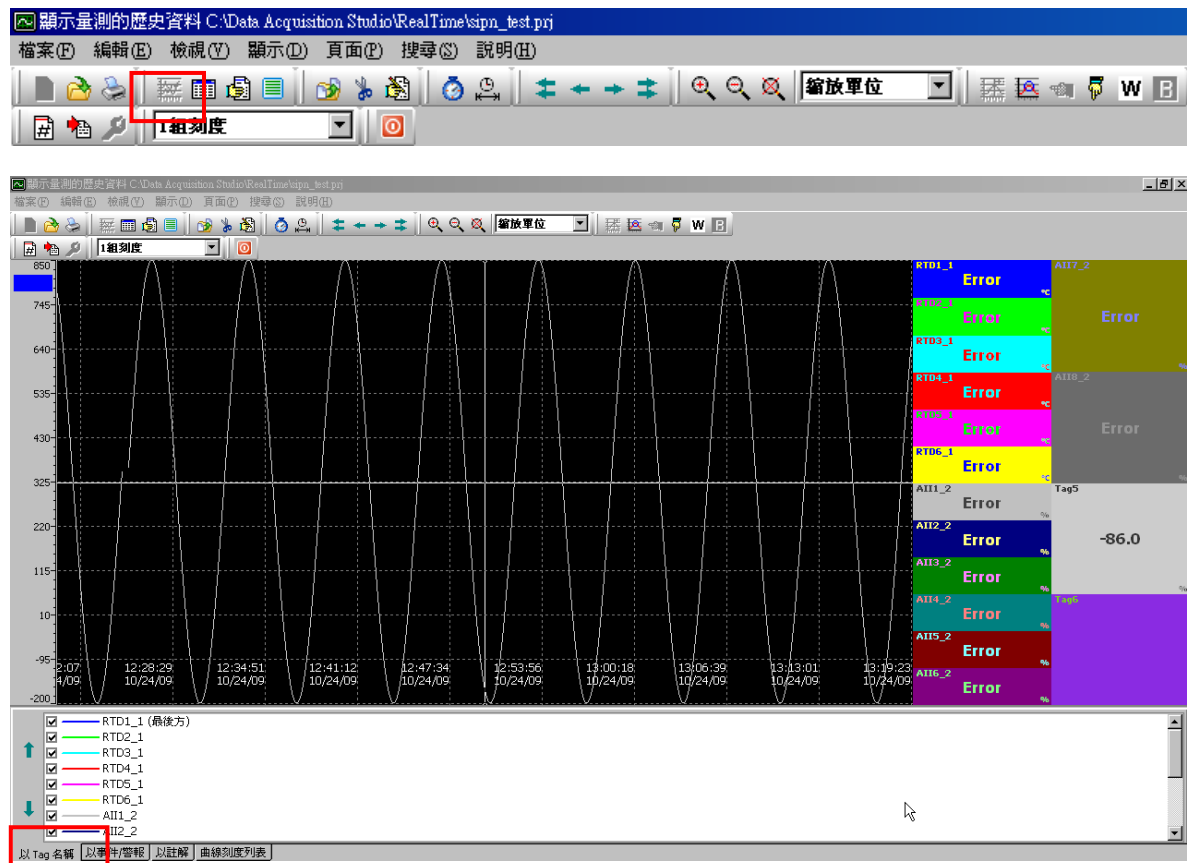 顯示量測的歷史資料 C:\Data Acquisition Studio\RealTime\sipn_test.prj
檔案(F) 編輯(E) 檢視(V) 顯示(D) 頁面(P) 搜尋(S) 說明(H)
縮放單位 W B
1組刻度
顯示量測的歷史資料 C:\Data Acquisition Studio\RealTime\sipn_test.prj
檔案(F) 編輯(E) 檢視(V) 顯示(D) 頁面(P) 搜尋(S) 說明(H)
縮放單位 W B
1組刻度
850
745
640
535
430
325
220
115
10
-95
-200
2:07 12:28:29 12:34:51 12:41:12 12:47:34 12:53:56 13:00:18 13:06:39 13:13:01 13:19:23
4/09 10/24/09 10/24/09 10/24/09 10/24/09 10/24/09 10/24/09 10/24/09 10/24/09 10/24/09
RTD1_1 Error °C
RTD2_1 Error °C
RTD3_1 Error °C
RTD4_1 Error °C
RTD5_1 Error °C
RTD6_1 Error °C
AII1_2 Error %
AII2_2 Error %
AII3_2 Error %
AII4_2 Error %
AII5_2 Error %
AII6_2 Error %
AII7_2 Error %
AII8_2 Error %
Tag5 -86.0 %
Tag6
RTD1_1 (最後方)
RTD2_1
RTD3_1
RTD4_1
RTD5_1
RTD6_1
AII1_2
AII2_2
以 Tag 名稱 以事件/警報 以註解 曲線刻度列表